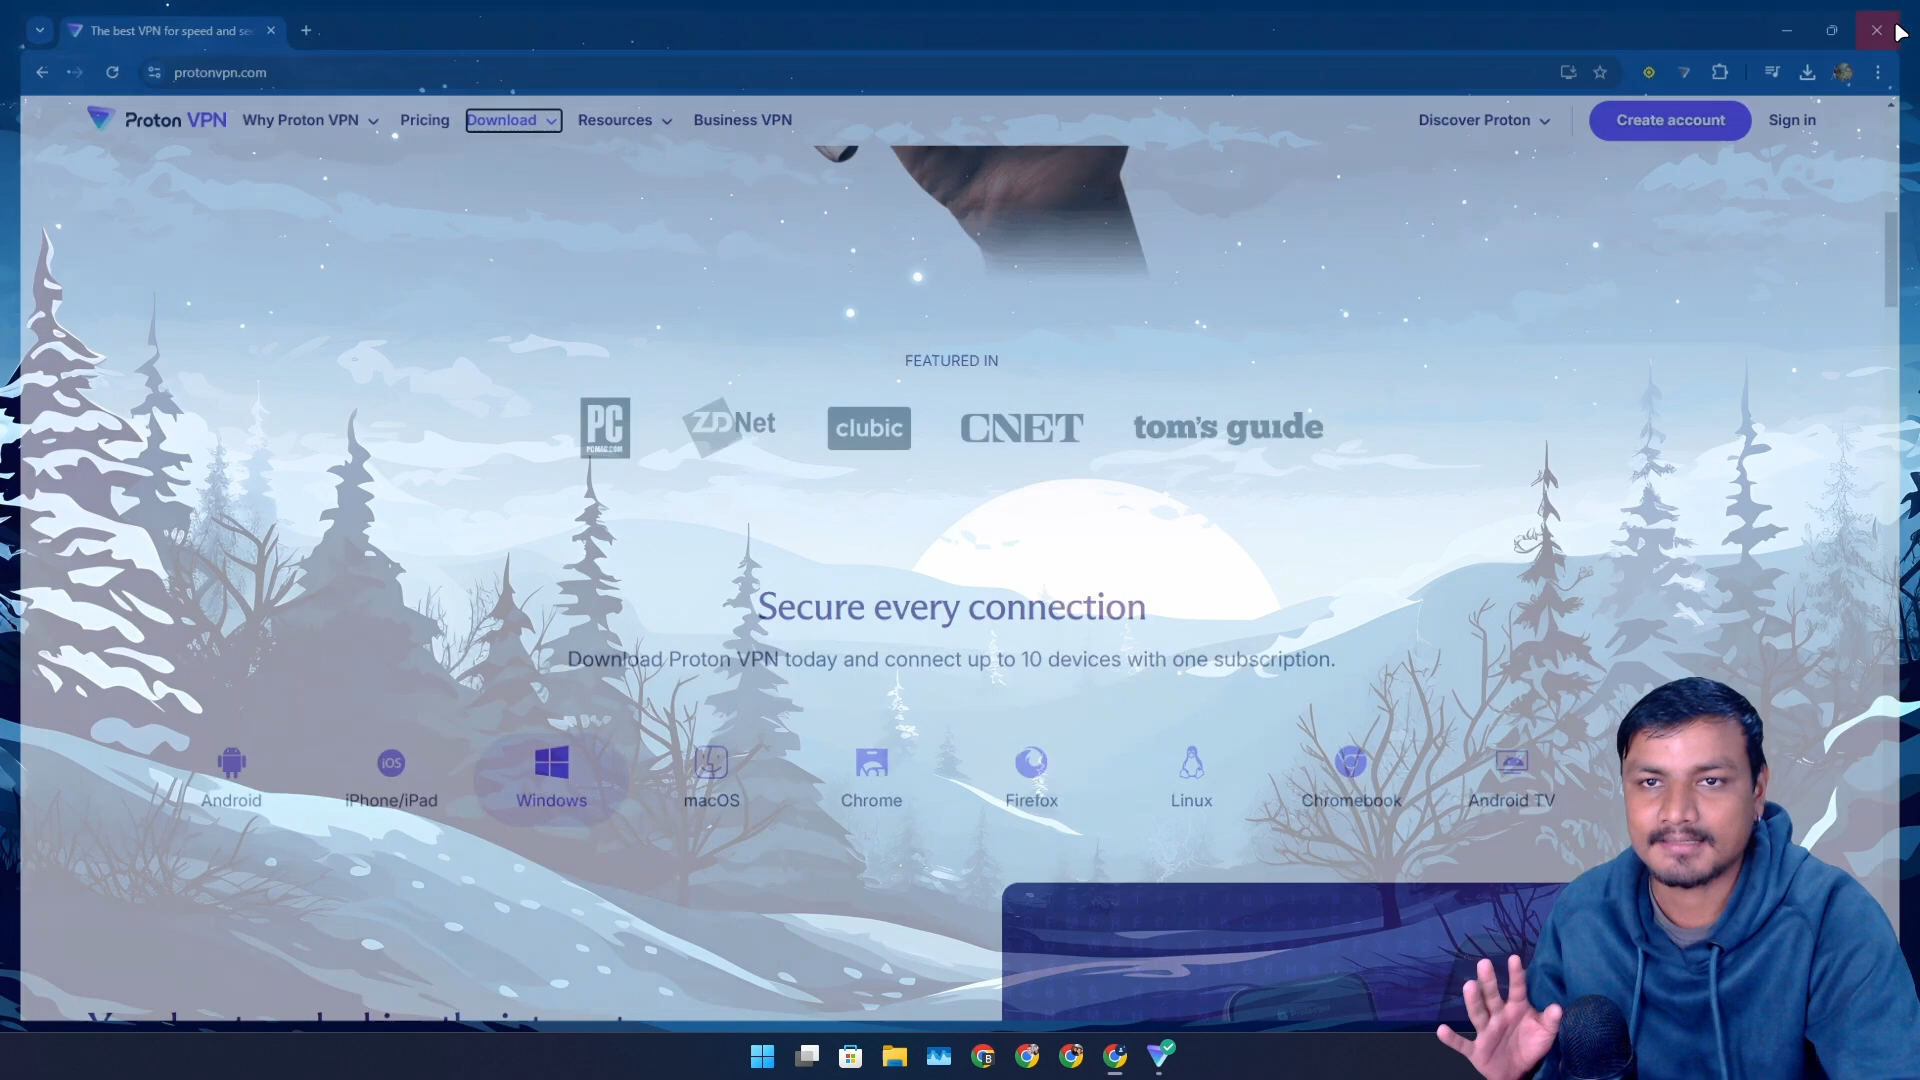 The best VPN for speed and se
protonvpn.com
Proton VPN
Why Proton VPN
Pricing
Download
Resources
Business VPN
Discover Proton
Create account
Sign in
FEATURED IN
PC
PCMAG.COM
ZDNet
clubic
CNET
tom's guide
Secure every connection
Download Proton VPN today and connect up to 10 devices with one subscription.
iOS
Android
iPhone/iPad
Windows
macOS
Chrome
Firefox
Linux
Chromebook
Android TV
B